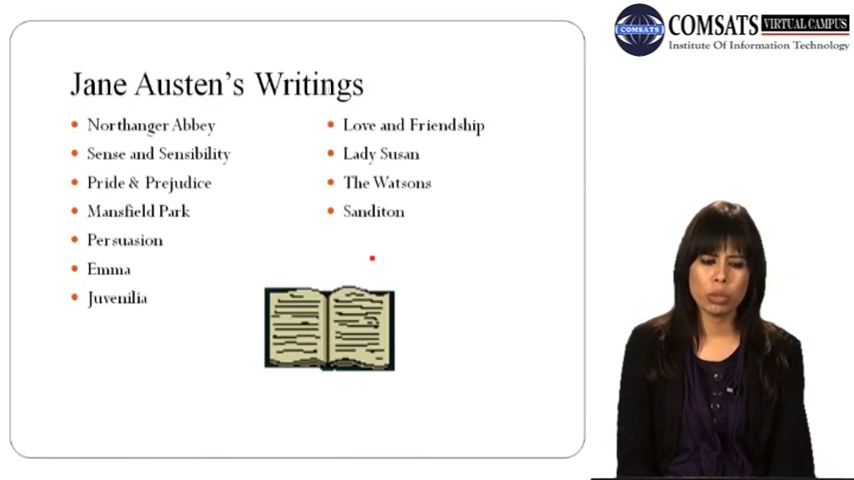 COMSATS VIRTUAL CAMPUS
COMSATS
Institute Of Information Technology
Jane Austen's Writings
Northanger Abbey
Sense and Sensibility
Pride & Prejudice
Mansfield Park
Persuasion
Emma
Juvenilia
Love and Friendship
Lady Susan
The Watsons
Sanditon